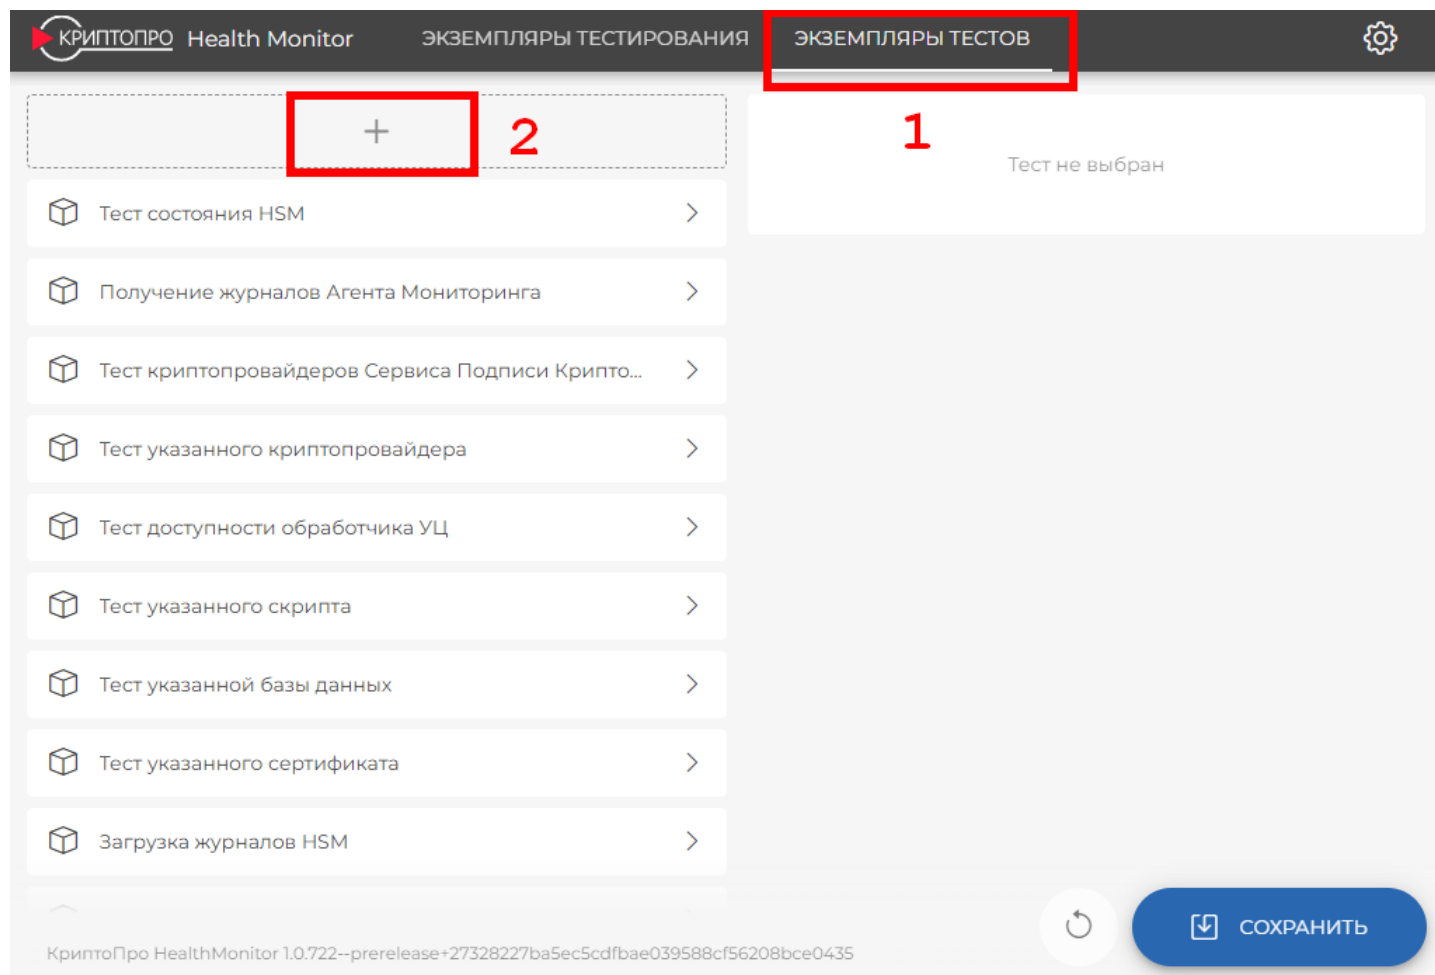 КРИПТОПРО Health Monitor ЭКЗЕМПЛЯРЫ ТЕСТИРОВАНИЯ ЭКЗЕМПЛЯРЫ ТЕСТОВ
+ 2
1
Тест не выбран
Тест состояния HSM
Получение журналов Агента Мониторинга
Тест криптопровайдеров Сервиса Подписи Крипто...
Тест указанного криптопровайдера
Тест доступности обработчика УЦ
Тест указанного скрипта
Тест указанной базы данных
Тест указанного сертификата
Загрузка журналов HSM
СОХРАНИТЬ
КриптоПро HealthMonitor 1.0.722--prerelease+27328227ba5ec5cdfbae039588cf56208bce0435